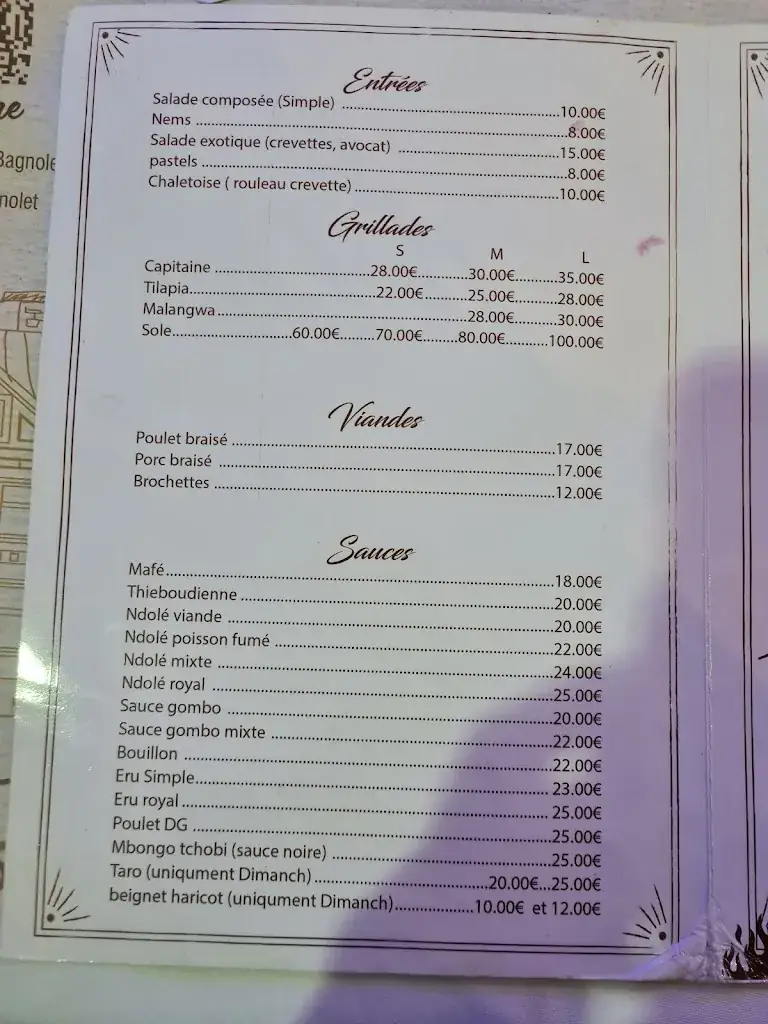 Bagnole
nolet
Entrées
Salade composée (Simple) ........10.00€
Nems ........8.00€
Salade exotique (crevettes, avocat) ........15.00€
pastels ........8.00€
Chaletoise ( rouleau crevette) ........10.00€
Grillades
S M L
Capitaine ........28.00€........30.00€........35.00€
Tilapia........22.00€........25.00€........28.00€
Malangwa........28.00€........30.00€
Sole........60.00€........70.00€........80.00€........100.00€
Viandes
Poulet braisé ........17.00€
Porc braisé ........17.00€
Brochettes ........12.00€
Sauces
Mafé........18.00€
Thieboudienne ........20.00€
Ndolé viande ........20.00€
Ndolé poisson fumé ........22.00€
Ndolé mixte ........24.00€
Ndolé royal ........25.00€
Sauce gombo ........20.00€
Sauce gombo mixte ........22.00€
Bouillon ........22.00€
Eru Simple........23.00€
Eru royal ........25.00€
Poulet DG ........25.00€
Mbongo tchobi (sauce noire) ........25.00€
Taro (uniqument Dimanch) ........20.00€...25.00€
beignet haricot (uniqument Dimanch)........10.00€ et 12.00€